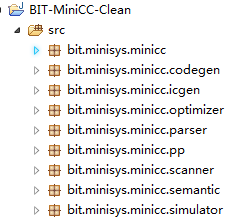 BIT-MiniCC-Clean
src
bit.minisys.minicc
bit.minisys.minicc.codegen
bit.minisys.minicc.icgen
bit.minisys.minicc.optimizer
bit.minisys.minicc.parser
bit.minisys.minicc.pp
bit.minisys.minicc.scanner
bit.minisys.minicc.semantic
bit.minisys.minicc.simulator